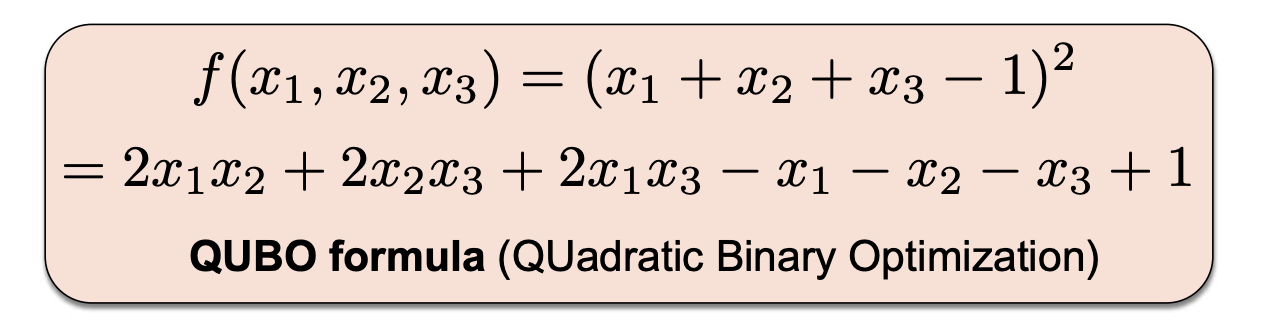 f(x₁, x₂, x₃) = (x₁ + x₂ + x₃ − 1)²
= 2x₁x₂ + 2x₂x₃ + 2x₁x₃ − x₁ − x₂ − x₃ + 1
QUBO formula (QUadratic Binary Optimization)